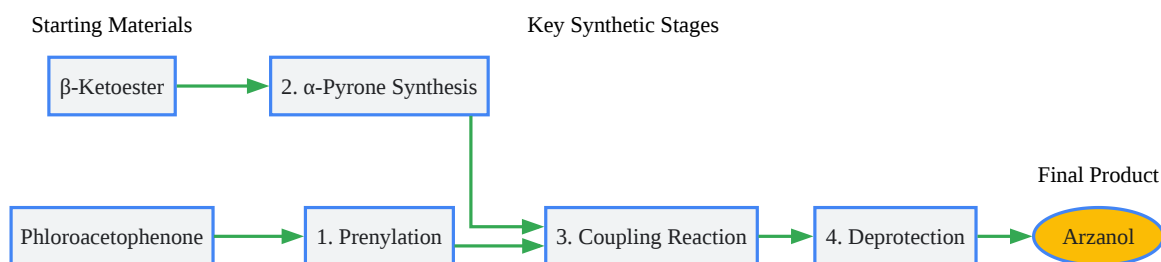 Starting Materials
Key Synthetic Stages
β-Ketoester
2. α-Pyrone Synthesis
Final Product
Phloroacetophenone
1. Prenylation
3. Coupling Reaction
4. Deprotection
Arzanol